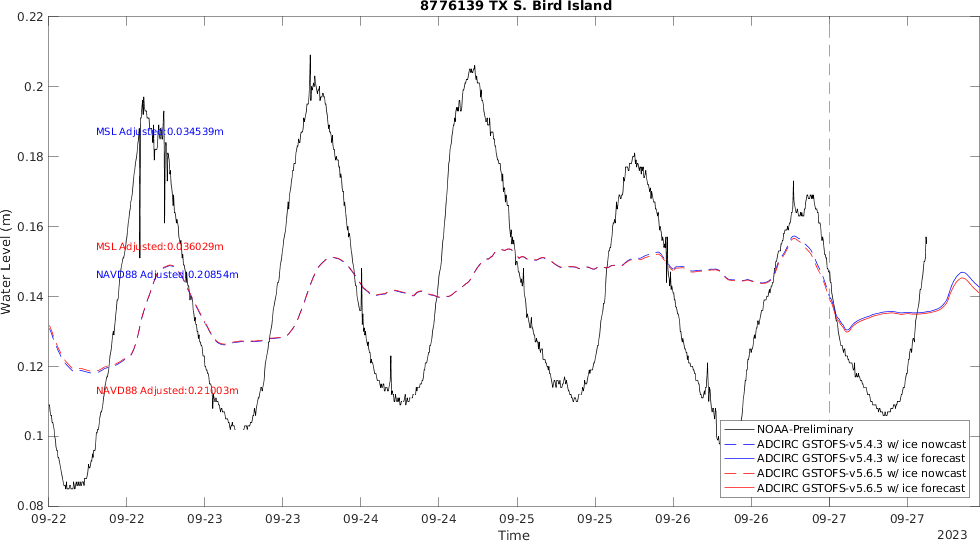 8776139 TX S. Bird Island
0.22
0.2
0.18
0.16
0.14
0.12
0.1
0.08
Water Level (m)
MSL Adjusted:0.034539m
MSL Adjusted:0.036029m
NAVD88 Adjusted:0.20854m
NAVD88 Adjusted:0.21003m
NOAA-Preliminary
ADCIRC GSTOFS-v5.4.3 w/ ice nowcast
ADCIRC GSTOFS-v5.4.3 w/ ice forecast
ADCIRC GSTOFS-v5.6.5 w/ ice nowcast
ADCIRC GSTOFS-v5.6.5 w/ ice forecast
09-22 09-22 09-23 09-23 09-24 09-24 09-25 09-25 09-26 09-26 09-27 09-27
Time
2023